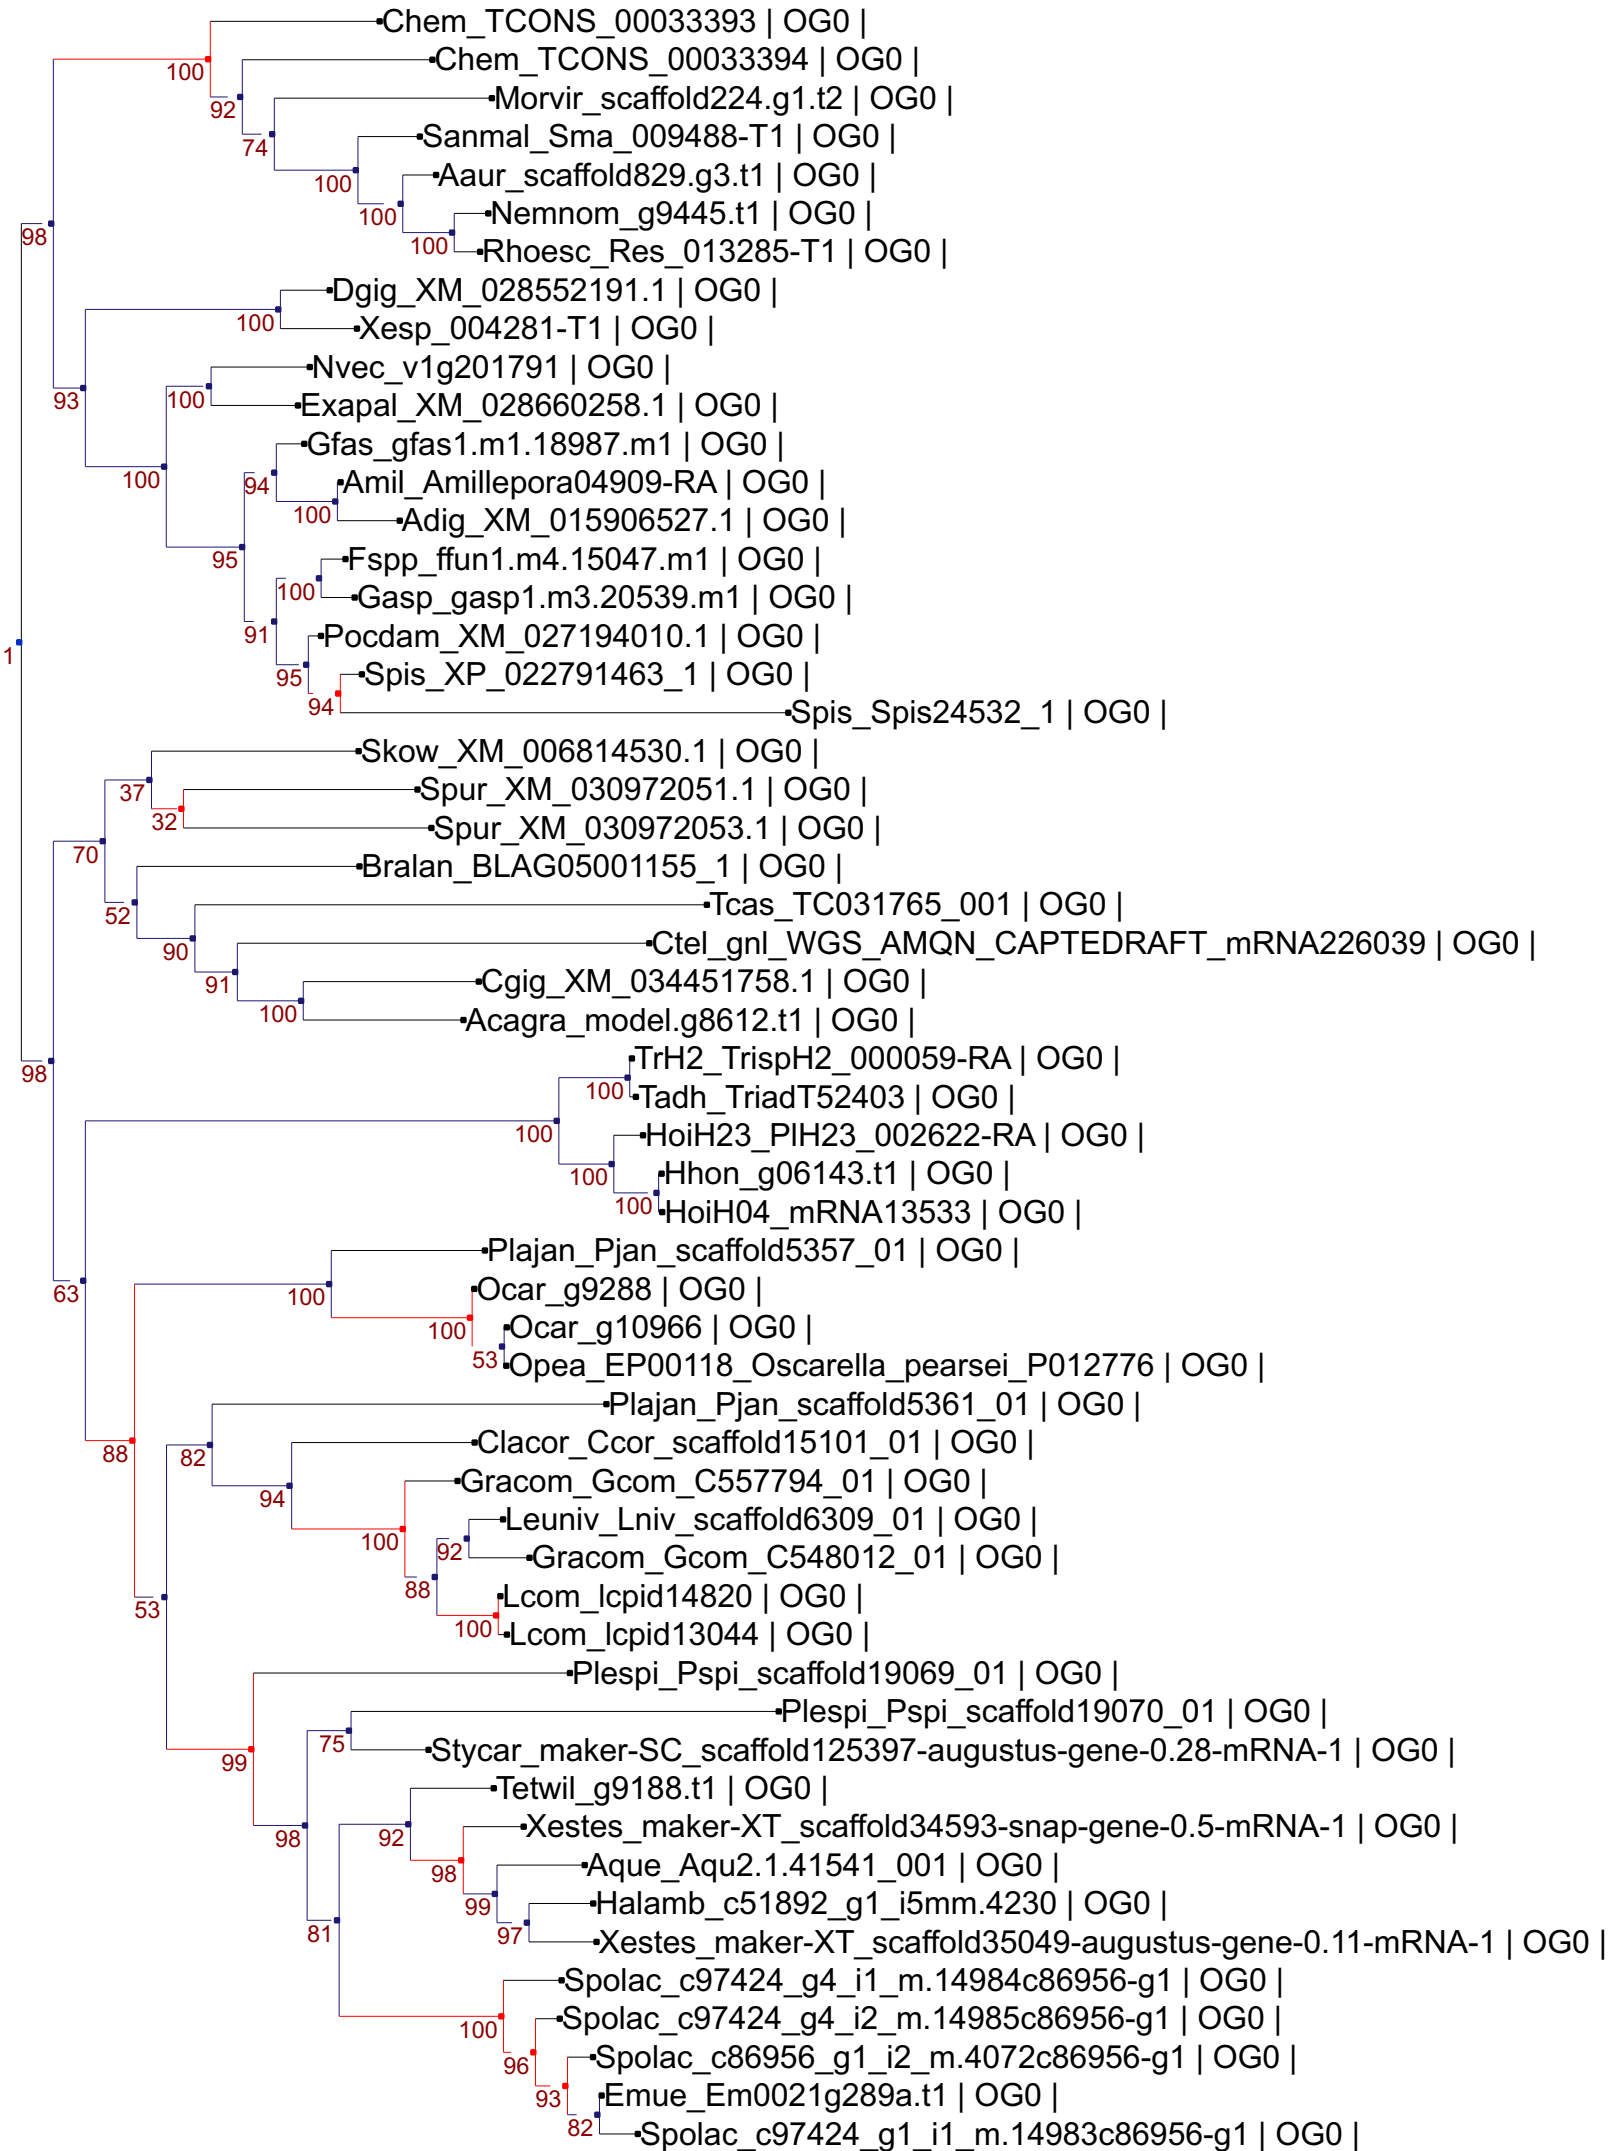 Chem_TCONS_00033393 | OG0 |
100
Chem_TCONS_00033394 | OG0 |
92
Morvir_scaffold224.g1.t2 | OG0 |
74
Sanmal_Sma_009488-T1 | OG0 |
100
Aaur_scaffold829.g3.t1 | OG0 |
100
Nemnom_g9445.t1 | OG0 |
100
Rhoesc_Res_013285-T1 | OG0 |
98
Dgig_XM_028552191.1 | OG0 |
100
Xesp_004281-T1 | OG0 |
93
Nvec_v1g201791 | OG0 |
100
Exapal_XM_028660258.1 | OG0 |
100
Gfas_gfas1.m1.18987.m1 | OG0 |
94
Amil_Amillepora04909-RA | OG0 |
100
Adig_XM_015906527.1 | OG0 |
95
Fspp_ffun1.m4.15047.m1 | OG0 |
100
Gasp_gasp1.m3.20539.m1 | OG0 |
91
Pocdam_XM_027194010.1 | OG0 |
1
95
Spis_XP_022791463_1 | OG0 |
94
Spis_Spis24532_1 | OG0 |
Skow_XM_006814530.1 | OG0 |
37
Spur_XM_030972051.1 | OG0 |
32
Spur_XM_030972053.1 | OG0 |
70
Bralan_BLAG05001155_1 | OG0 |
52
Tcas_TC031765_001 | OG0 |
90
Ctel_gnl_WGS_AMQN_CAPTEDRAFT_mRNA226039 | OG0 |
91
Cgig_XM_034451758.1 | OG0 |
100
Acagra_model.g8612.t1 | OG0 |
98
TrH2_TrispH2_000059-RA | OG0 |
100
Tadh_TriadT52403 | OG0 |
100
HoiH23_PlH23_002622-RA | OG0 |
100
Hhon_g06143.t1 | OG0 |
100
HoiH04_mRNA13533 | OG0 |
63
Plajan_Pjan_scaffold5357_01 | OG0 |
100
Ocar_g9288 | OG0 |
100
Ocar_g10966 | OG0 |
53
Opea_EP00118_Oscarella_pearsei_P012776 | OG0 |
88
Plajan_Pjan_scaffold5361_01 | OG0 |
82
Clacor_Ccor_scaffold15101_01 | OG0 |
94
Gracom_Gcom_C557794_01 | OG0 |
100
Leuniv_Lniv_scaffold6309_01 | OG0 |
92
Gracom_Gcom_C548012_01 | OG0 |
88
Lcom_lcpid14820 | OG0 |
100
Lcom_lcpid13044 | OG0 |
53
Plespi_Pspi_scaffold19069_01 | OG0 |
99
Plespi_Pspi_scaffold19070_01 | OG0 |
75
Stycar_maker-SC_scaffold125397-augustus-gene-0.28-mRNA-1 | OG0 |
98
Tetwil_g9188.t1 | OG0 |
92
Xestes_maker-XT_scaffold34593-snap-gene-0.5-mRNA-1 | OG0 |
98
Aque_Aqu2.1.41541_001 | OG0 |
99
Halamb_c51892_g1_i5mm.4230 | OG0 |
97
Xestes_maker-XT_scaffold35049-augustus-gene-0.11-mRNA-1 | OG0 |
81
Spolac_c97424_g4_i1_m.14984c86956-g1 | OG0 |
100
Spolac_c97424_g4_i2_m.14985c86956-g1 | OG0 |
96
Spolac_c86956_g1_i2_m.4072c86956-g1 | OG0 |
93
Emue_Em0021g289a.t1 | OG0 |
82
Spolac_c97424_g1_i1_m.14983c86956-g1 | OG0 |